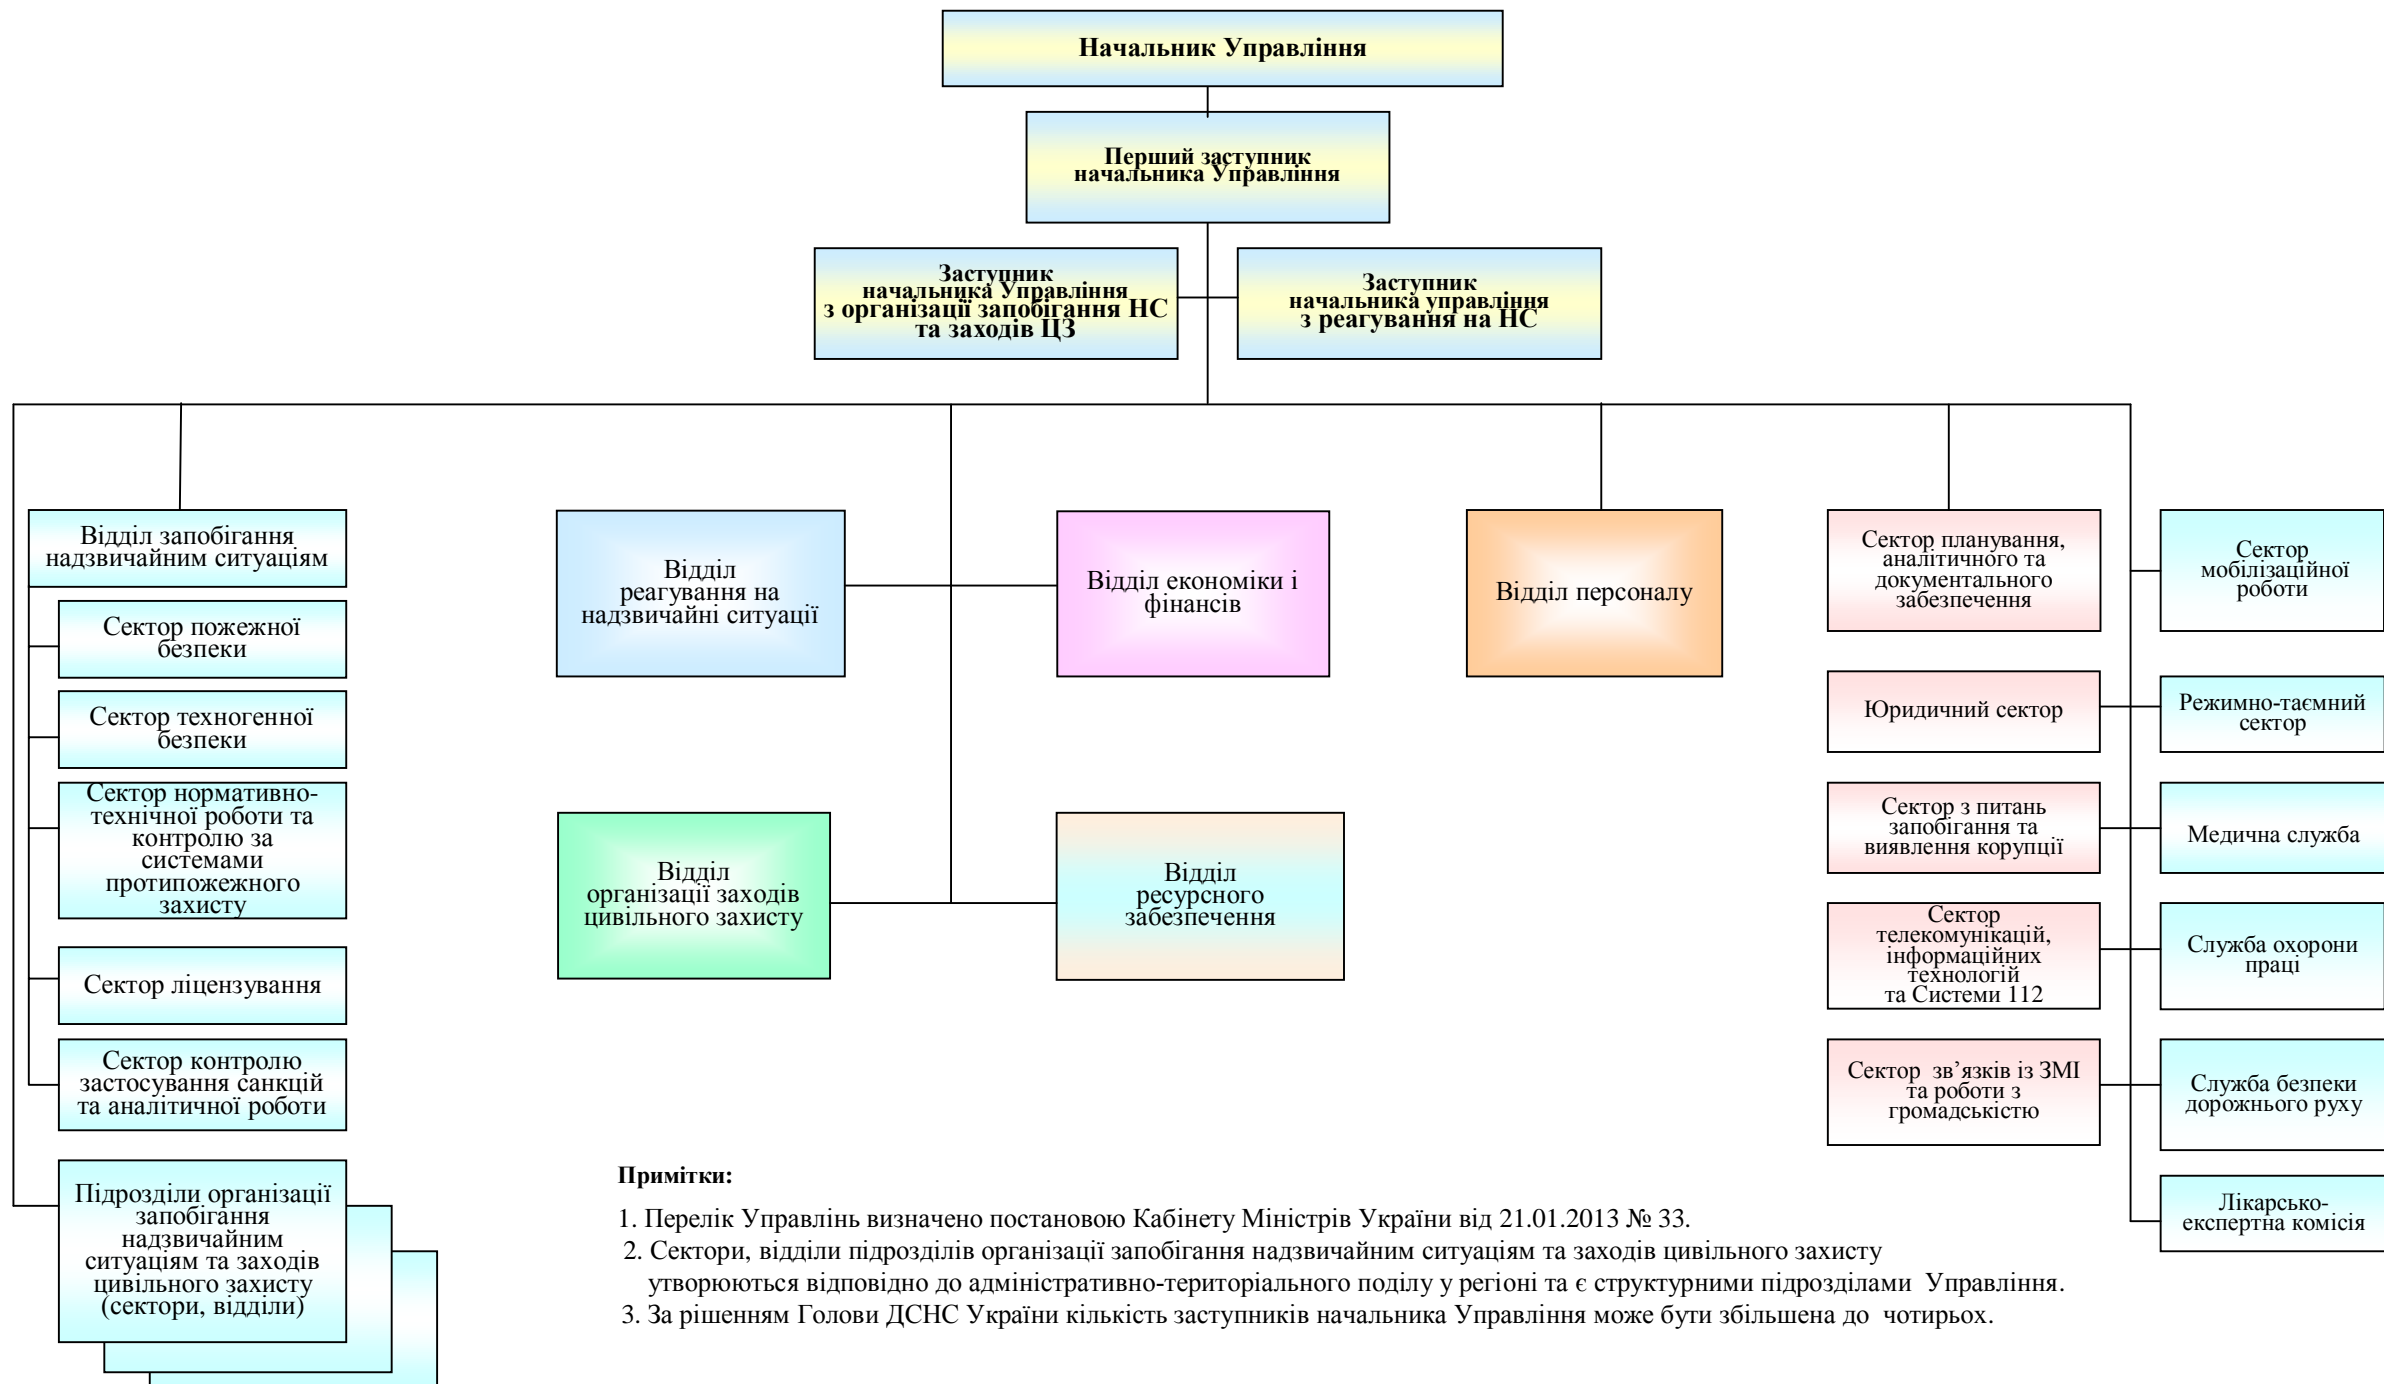 Начальник Управління
Перший заступник
начальника Управління
Заступник
начальника Управління
з організації запобігання НС
та заходів ЦЗ
Заступник
начальника управління
з реагування на НС
Відділ запобігання
надзвичайним ситуаціям
Сектор пожежної
безпеки
Сектор техногенної
безпеки
Сектор нормативно-
технічної роботи та
контролю за
системами
протипожежного
захисту
Сектор ліцензування
Сектор контролю
застосування санкцій
та аналітичної роботи
Підрозділи організації
запобігання
надзвичайним
ситуаціям та заходів
цивільного захисту
(сектори, відділи)
Відділ
реагування на
надзвичайні ситуації
Відділ економіки і
фінансів
Відділ
організації заходів
цивільного захисту
Відділ
ресурсного
забезпечення
Відділ персоналу
Сектор планування,
аналітичного та
документального
забезпечення
Юридичний сектор
Сектор з питань
запобігання та
виявлення корупції
Сектор
телекомунікацій,
інформаційних
технологій
та Системи 112
Сектор зв’язків із ЗМІ
та роботи з
громадськістю
Сектор
мобілізаційної
роботи
Режимно-таємний
сектор
Медична служба
Служба охорони
праці
Служба безпеки
дорожнього руху
Лікарсько-
експертна комісія
Примітки:
1. Перелік Управлінь визначено постановою Кабінету Міністрів України від 21.01.2013 № 33.
2. Сектори, відділи підрозділів організації запобігання надзвичайним ситуаціям та заходів цивільного захисту
утворюються відповідно до адміністративно-територіального поділу у регіоні та є структурними підрозділами Управління.
3. За рішенням Голови ДСНС України кількість заступників начальника Управління може бути збільшена до чотирьох.